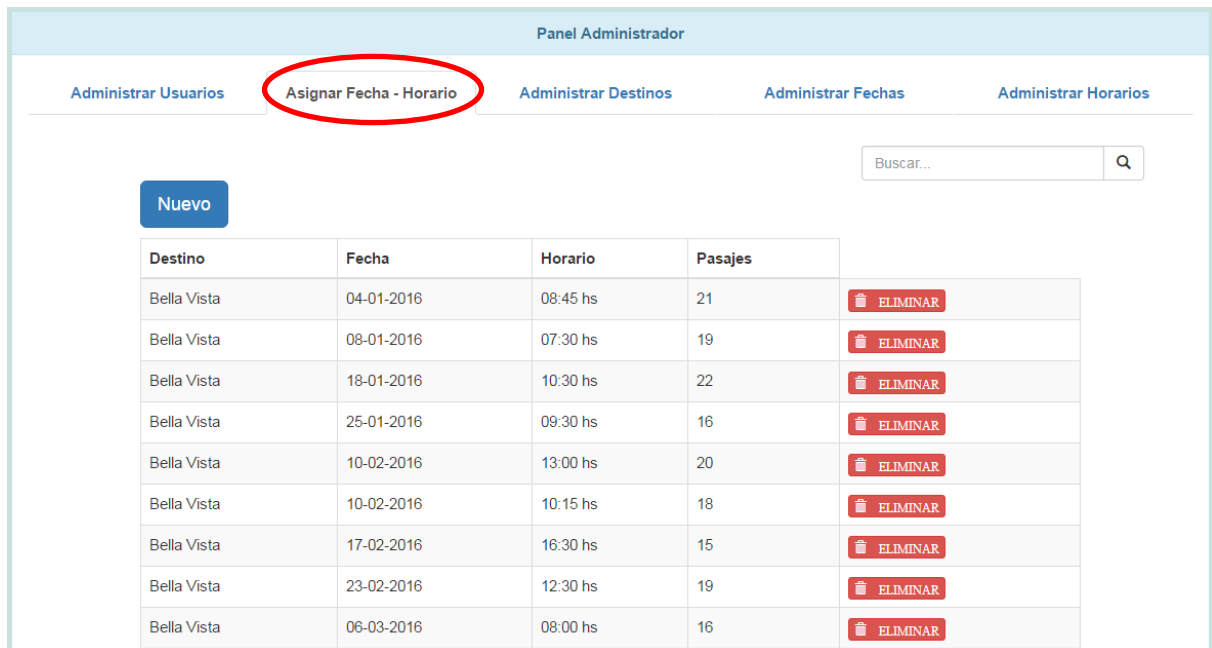 Panel Administrador
Administrar Usuarios Asignar Fecha - Horario Administrar Destinos Administrar Fechas Administrar Horarios
Buscar...
Nuevo
Destino Fecha Horario Pasajes
Bella Vista 04-01-2016 08:45 hs 21 ELIMINAR
Bella Vista 08-01-2016 07:30 hs 19 ELIMINAR
Bella Vista 18-01-2016 10:30 hs 22 ELIMINAR
Bella Vista 25-01-2016 09:30 hs 16 ELIMINAR
Bella Vista 10-02-2016 13:00 hs 20 ELIMINAR
Bella Vista 10-02-2016 10:15 hs 18 ELIMINAR
Bella Vista 17-02-2016 16:30 hs 15 ELIMINAR
Bella Vista 23-02-2016 12:30 hs 19 ELIMINAR
Bella Vista 06-03-2016 08:00 hs 16 ELIMINAR